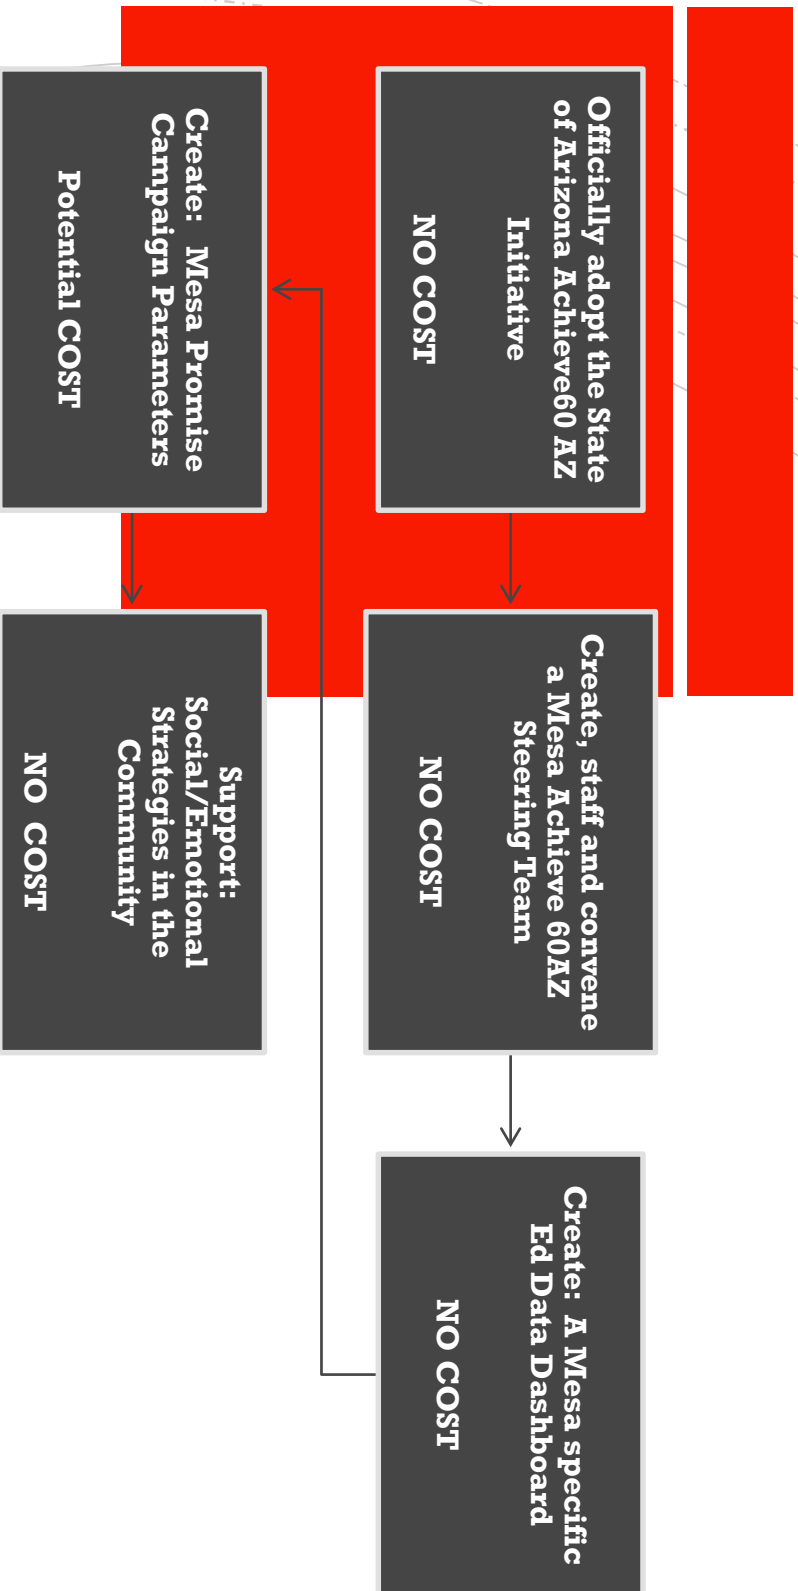 Officially adopt the State
of Arizona Achieve60 AZ
Initiative
NO COST
Create, staff and convene
a Mesa Achieve 60AZ
Steering Team
NO COST
Create:  A Mesa specific
Ed Data Dashboard
NO COST
Create:  Mesa Promise
Campaign Parameters
Potential COST
Support:
Social/Emotional
Strategies in the
Community
NO  COST